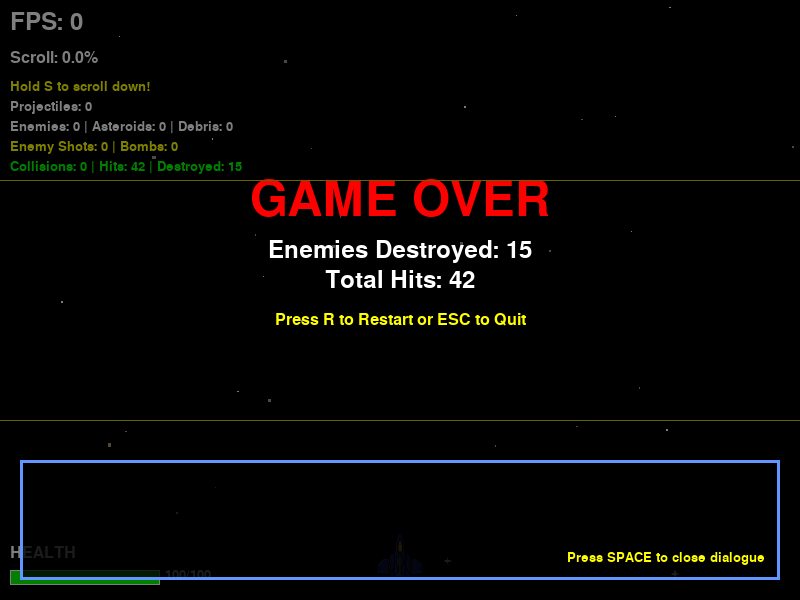 FPS: 0
Scroll: 0.0%
Hold S to scroll down!
Projectiles: 0
Enemies: 0 | Asteroids: 0 | Debris: 0
Enemy Shots: 0 | Bombs: 0
Collisions: 0 | Hits: 42 | Destroyed: 15
GAME OVER
Enemies Destroyed: 15
Total Hits: 42
Press R to Restart or ESC to Quit
HEALTH
Press SPACE to close dialogue
100/100